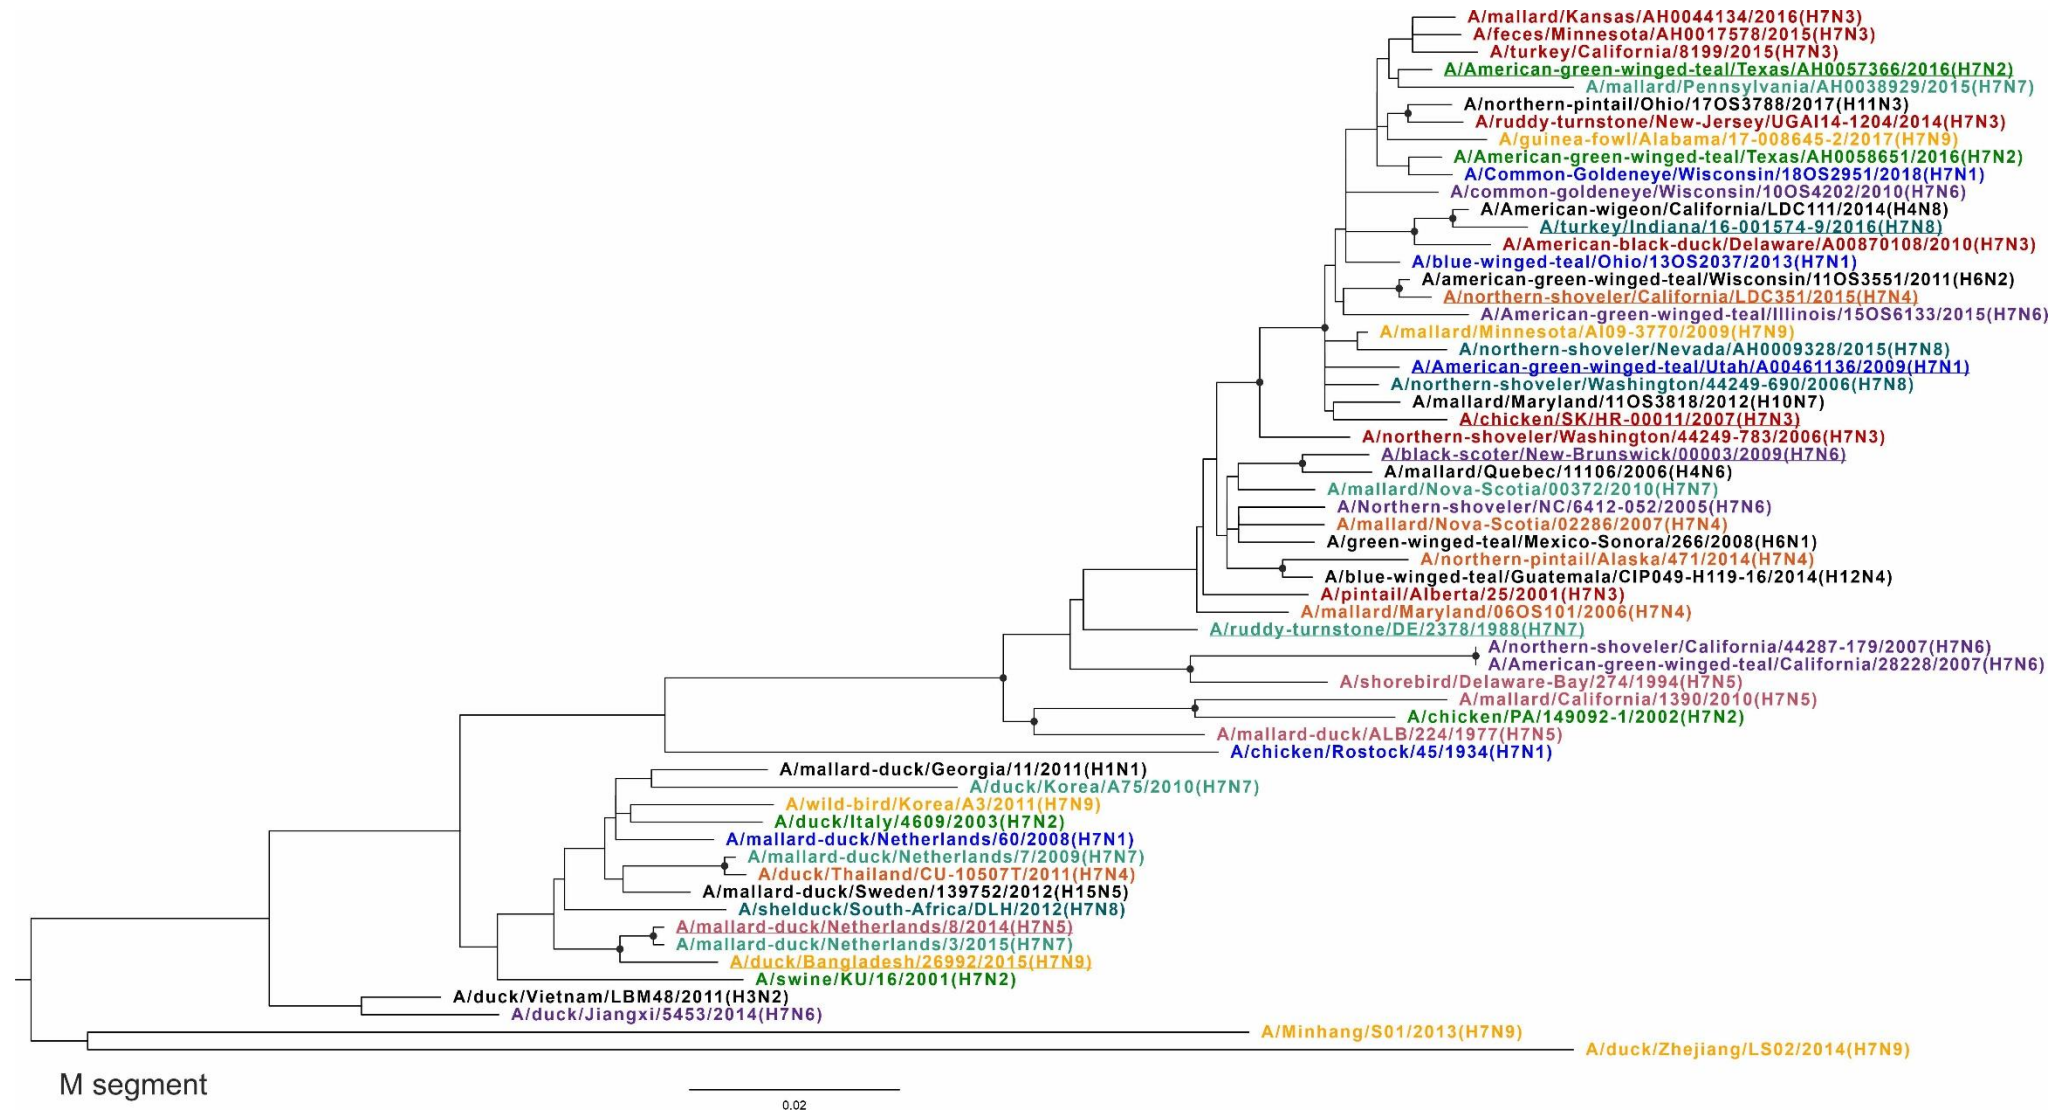 A/mallard/Kansas/AH0044134/2016(H7N3)
A/feces/Minnesota/AH0017578/2015(H7N3)
A/turkey/California/8199/2015(H7N3)
A/American-green-winged-teal/Texas/AH0057366/2016(H7N2)
A/mallard/Pennsylvania/AH0038929/2015(H7N7)
A/northern-pintail/Ohio/17OS3788/2017(H11N3)
A/ruddy-turnstone/New-Jersey/UGAI14-1204/2014(H7N3)
A/guinea-fowl/Alabama/17-008645-2/2017(H7N9)
A/American-green-winged-teal/Texas/AH0058651/2016(H7N2)
A/Common-Goldeneye/Wisconsin/18OS2951/2018(H7N1)
A/common-goldeneye/Wisconsin/10OS4202/2010(H7N6)
A/American-wigeon/California/LDC111/2014(H4N8)
A/turkey/Indiana/16-001574-9/2016(H7N8)
A/American-black-duck/Delaware/A00870108/2010(H7N3)
A/blue-winged-teal/Ohio/13OS2037/2013(H7N1)
A/american-green-winged-teal/Wisconsin/11OS3551/2011(H6N2)
A/northern-shoveler/California/LDC351/2015(H7N4)
A/American-green-winged-teal/Illinois/15OS6133/2015(H7N6)
A/mallard/Minnesota/AI09-3770/2009(H7N9)
A/northern-shoveler/Nevada/AH0009328/2015(H7N8)
A/American-green-winged-teal/Utah/A00461136/2009(H7N1)
A/northern-shoveler/Washington/44249-690/2006(H7N8)
A/mallard/Maryland/11OS3818/2012(H10N7)
A/chicken/SK/HR-00011/2007(H7N3)
A/northern-shoveler/Washington/44249-783/2006(H7N3)
A/black-scoter/New-Brunswick/00003/2009(H7N6)
A/mallard/Quebec/11106/2006(H4N6)
A/mallard/Nova-Scotia/00372/2010(H7N7)
A/Northern-shoveler/NC/6412-052/2005(H7N6)
A/mallard/Nova-Scotia/02286/2007(H7N4)
A/green-winged-teal/Mexico-Sonora/266/2008(H6N1)
A/northern-pintail/Alaska/471/2014(H7N4)
A/blue-winged-teal/Guatemala/CIP049-H119-16/2014(H12N4)
A/pintail/Alberta/25/2001(H7N3)
A/mallard/Maryland/06OS101/2006(H7N4)
A/ruddy-turnstone/DE/2378/1988(H7N7)
A/northern-shoveler/California/44287-179/2007(H7N6)
A/American-green-winged-teal/California/28228/2007(H7N6)
A/shorebird/Delaware-Bay/274/1994(H7N5)
A/mallard/California/1390/2010(H7N5)
A/chicken/PA/149092-1/2002(H7N2)
A/mallard-duck/ALB/224/1977(H7N5)
A/chicken/Rostock/45/1934(H7N1)
A/mallard-duck/Georgia/11/2011(H1N1)
A/duck/Korea/A75/2010(H7N7)
A/wild-bird/Korea/A3/2011(H7N9)
A/duck/Italy/4609/2003(H7N2)
A/mallard-duck/Netherlands/60/2008(H7N1)
A/mallard-duck/Netherlands/7/2009(H7N7)
A/duck/Thailand/CU-10507T/2011(H7N4)
A/mallard-duck/Sweden/139752/2012(H15N5)
A/shelduck/South-Africa/DLH/2012(H7N8)
A/mallard-duck/Netherlands/8/2014(H7N5)
A/mallard-duck/Netherlands/3/2015(H7N7)
A/duck/Bangladesh/26992/2015(H7N9)
A/swine/KU/16/2001(H7N2)
A/duck/Vietnam/LBM48/2011(H3N2)
A/duck/Jiangxi/5453/2014(H7N6)
A/Minhang/S01/2013(H7N9)
A/duck/Zhejiang/LS02/2014(H7N9)
M segment
0.02